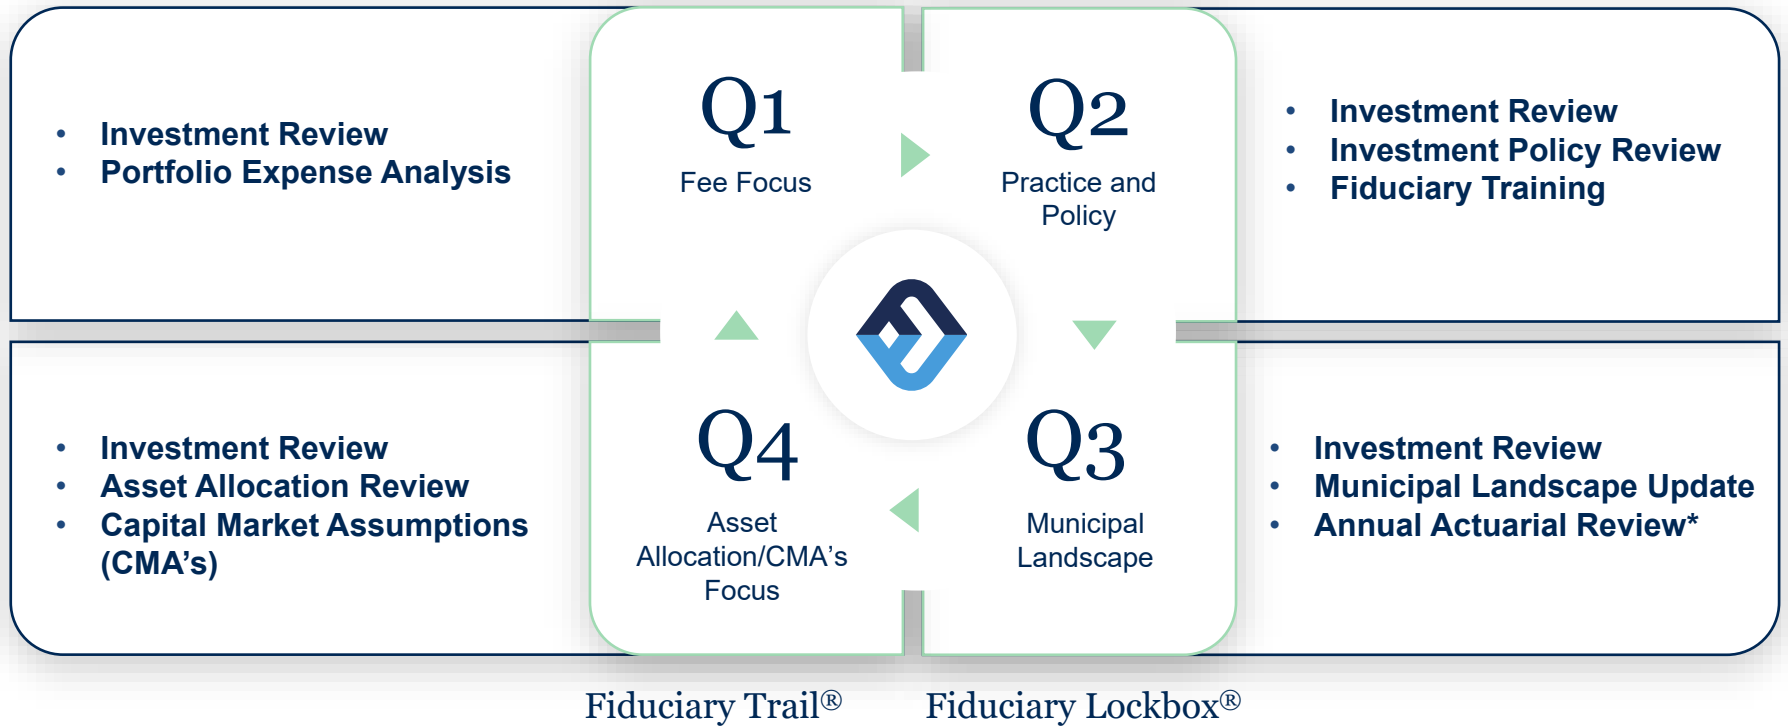 Q1
Fee Focus
• Investment Review
• Portfolio Expense Analysis
Q2
Practice and
Policy
• Investment Review
• Investment Policy Review
• Fiduciary Training
Q3
Municipal
Landscape
• Investment Review
• Municipal Landscape Update
• Annual Actuarial Review*
Q4
Asset
Allocation/CMA’s
Focus
• Investment Review
• Asset Allocation Review
• Capital Market Assumptions
(CMA’s)
Fiduciary Trail®
Fiduciary Lockbox®